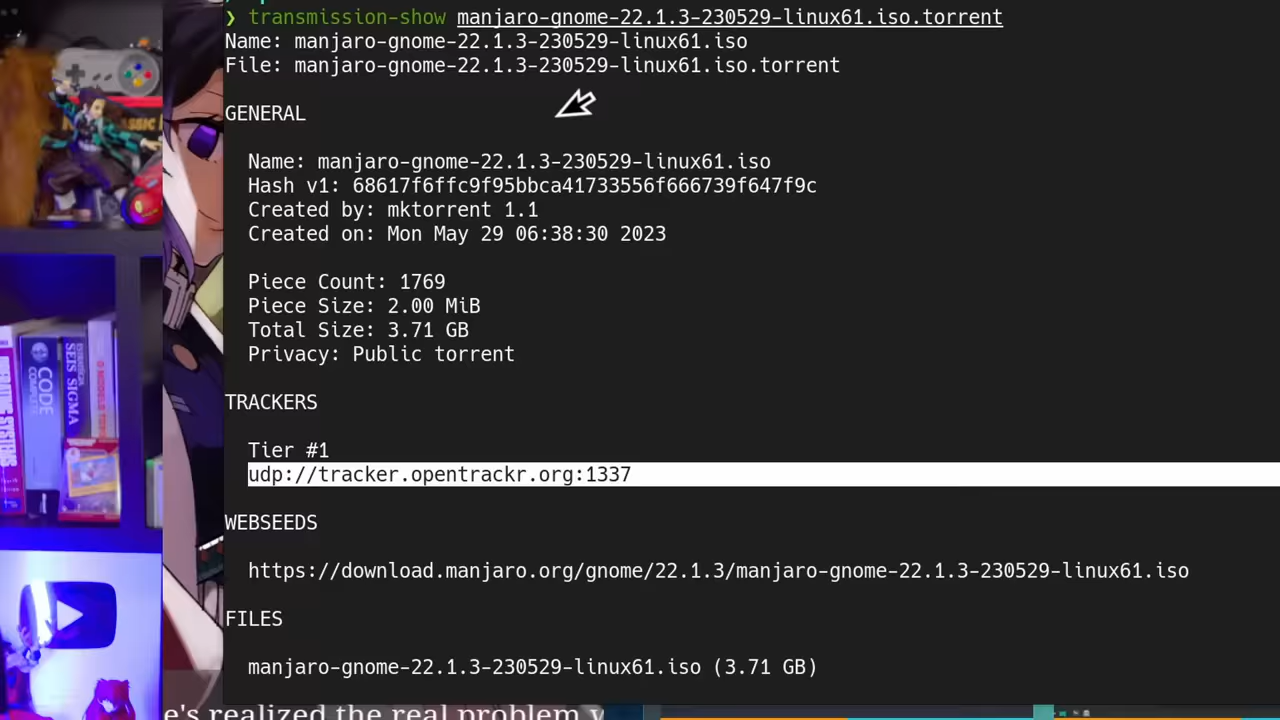 ❯ transmission-show manjaro-gnome-22.1.3-230529-linux61.iso.torrent
Name: manjaro-gnome-22.1.3-230529-linux61.iso
File: manjaro-gnome-22.1.3-230529-linux61.iso.torrent
GENERAL
Name: manjaro-gnome-22.1.3-230529-linux61.iso
Hash v1: 68617f6ffc9f95bbca41733556f666739f647f9c
Created by: mktorrent 1.1
Created on: Mon May 29 06:38:30 2023
Piece Count: 1769
Piece Size: 2.00 MiB
Total Size: 3.71 GB
Privacy: Public torrent
TRACKERS
Tier #1
udp://tracker.opentrackr.org:1337
WEBSEEDS
https://download.manjaro.org/gnome/22.1.3/manjaro-gnome-22.1.3-230529-linux61.iso
FILES
manjaro-gnome-22.1.3-230529-linux61.iso (3.71 GB)
CODE
COMPLETE
SEIS SIGMA
O MODELO
SYSTEMS
e's realized the real problem